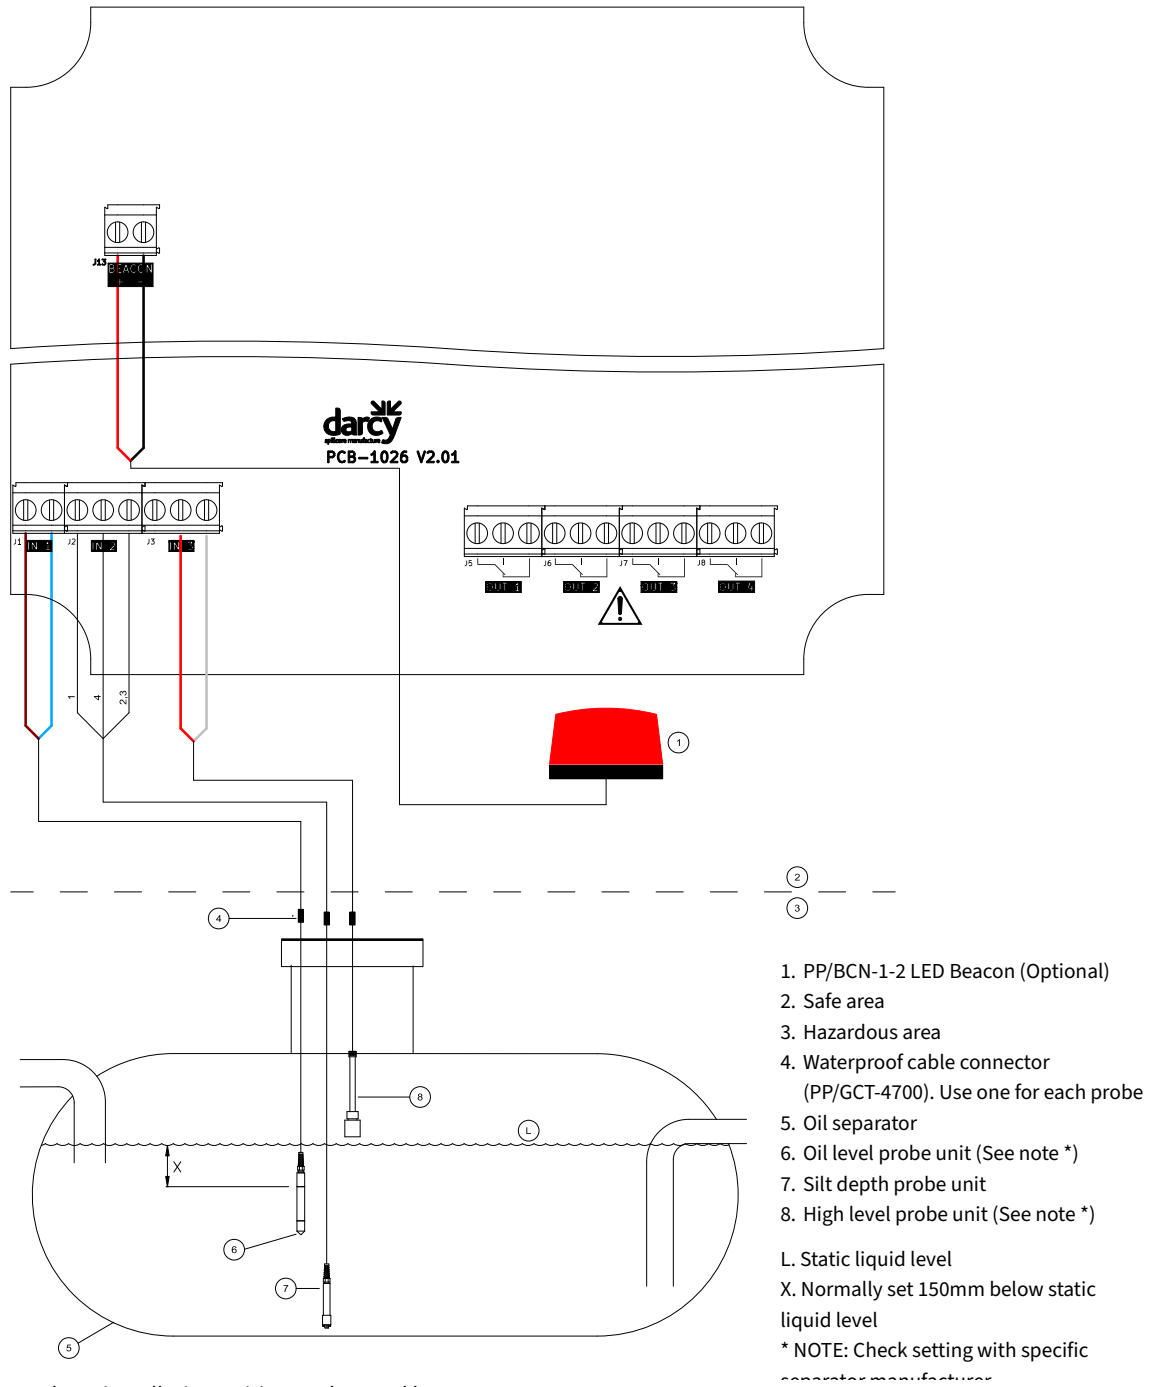 J13
BEACON
+ -
darcy
spillcare manufacture
PCB-1026 V2.01
J1 IN 1 J2 IN 2 J3 IN 3
J5 J6 J7 J8
OUT 1 OUT 2 OUT 3 OUT 4
1 4 2,3
1
2
3
4
8
L
X
6
7
5
1. PP/BCN-1-2 LED Beacon (Optional)
2. Safe area
3. Hazardous area
4. Waterproof cable connector
(PP/GCT-4700). Use one for each probe
5. Oil separator
6. Oil level probe unit (See note *)
7. Silt depth probe unit
8. High level probe unit (See note *)
L. Static liquid level
X. Normally set 150mm below static
liquid level
* NOTE: Check setting with specific
separator manufacturer